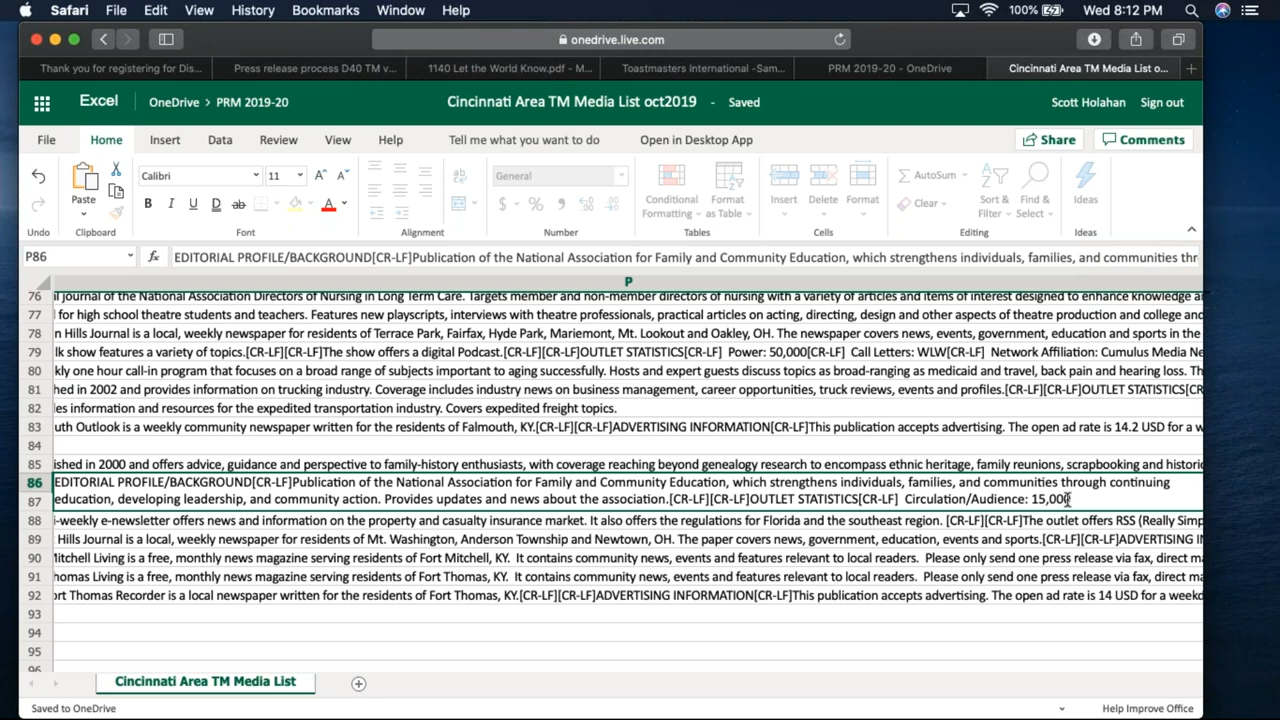 Safari File Edit View History Bookmarks Window Help 100% Wed 8:12 PM
onedrive.live.com
Thank you for registering for Dis... Press release process D40 TM v... 1140 Let the World Know.pdf - M... Toastmasters International -Sam... PRM 2019-20 - OneDrive Cincinnati Area TM Media List o...
Excel OneDrive > PRM 2019-20 Cincinnati Area TM Media List oct2019 - Saved Scott Holahan Sign out
File Home Insert Data Review View Help Tell me what you want to do Open in Desktop App Share Comments
Paste Calibri 11 A A ab General AutoSum
Conditional Formatting Format as Table Insert Delete Format Clear Sort & Filter Find & Select Ideas
B I U D ab A $ % 9
Undo Clipboard Font Alignment Number Tables Cells Editing Ideas
P86 fx EDITORIAL PROFILE/BACKGROUND[CR-LF]Publication of the National Association for Family and Community Education, which strengthens individuals, families, and communities thr
P
76 il journal of the National Association Directors of Nursing in Long Term Care. Targets member and non-member directors of nursing with a variety of articles and items of interest designed to enhance knowledge a
77 for high school theatre students and teachers. Features new playscripts, interviews with theatre professionals, practical articles on acting, directing, design and other aspects of theatre production and college and
78 n Hills Journal is a local, weekly newspaper for residents of Terrace Park, Fairfax, Hyde Park, Mariemont, Mt. Lookout and Oakley, OH. The newspaper covers news, events, government, education and sports in the
79 lk show features a variety of topics.[CR-LF][CR-LF]The show offers a digital Podcast.[CR-LF][CR-LF]OUTLET STATISTICS[CR-LF] Power: 50,000[CR-LF] Call Letters: WLW[CR-LF] Network Affiliation: Cumulus Media Ne
80 kly one hour call-in program that focuses on a broad range of subjects important to aging successfully. Hosts and expert guests discuss topics as broad-ranging as medicaid and travel, back pain and hearing loss. Th
81 hed in 2002 and provides information on trucking industry. Coverage includes industry news on business management, career opportunities, truck reviews, events and profiles.[CR-LF][CR-LF]OUTLET STATISTICS[C
82 les information and resources for the expedited transportation industry. Covers expedited freight topics.
83 uth Outlook is a weekly community newspaper written for the residents of Falmouth, KY.[CR-LF][CR-LF]ADVERTISING INFORMATION[CR-LF]This publication accepts advertising. The open ad rate is 14.2 USD for a w
84
85 ished in 2000 and offers advice, guidance and perspective to family-history enthusiasts, with coverage reaching beyond genealogy research to encompass ethnic heritage, family reunions, scrapbooking and historic
86 EDITORIAL PROFILE/BACKGROUND[CR-LF]Publication of the National Association for Family and Community Education, which strengthens individuals, families, and communities through continuing
87 education, developing leadership, and community action. Provides updates and news about the association.[CR-LF][CR-LF]OUTLET STATISTICS[CR-LF] Circulation/Audience: 15,000
88 i-weekly e-newsletter offers news and information on the property and casualty insurance market. It also offers the regulations for Florida and the southeast region. [CR-LF][CR-LF]The outlet offers RSS (Really Simp
89 t Hills Journal is a local, weekly newspaper for residents of Mt. Washington, Anderson Township and Newtown, OH. The paper covers news, government, education, events and sports.[CR-LF][CR-LF]ADVERTISING I
90 Mitchell Living is a free, monthly news magazine serving residents of Fort Mitchell, KY. It contains community news, events and features relevant to local readers. Please only send one press release via fax, direct m
91 homas Living is a free, monthly news magazine serving residents of Fort Thomas, KY. It contains community news, events and features relevant to local readers. Please only send one press release via fax, direct ma
92 ort Thomas Recorder is a local newspaper written for the residents of Fort Thomas, KY.[CR-LF][CR-LF]ADVERTISING INFORMATION[CR-LF]This publication accepts advertising. The open ad rate is 14 USD for a week
93
94
95
96
Cincinnati Area TM Media List
Saved to OneDrive Help Improve Office